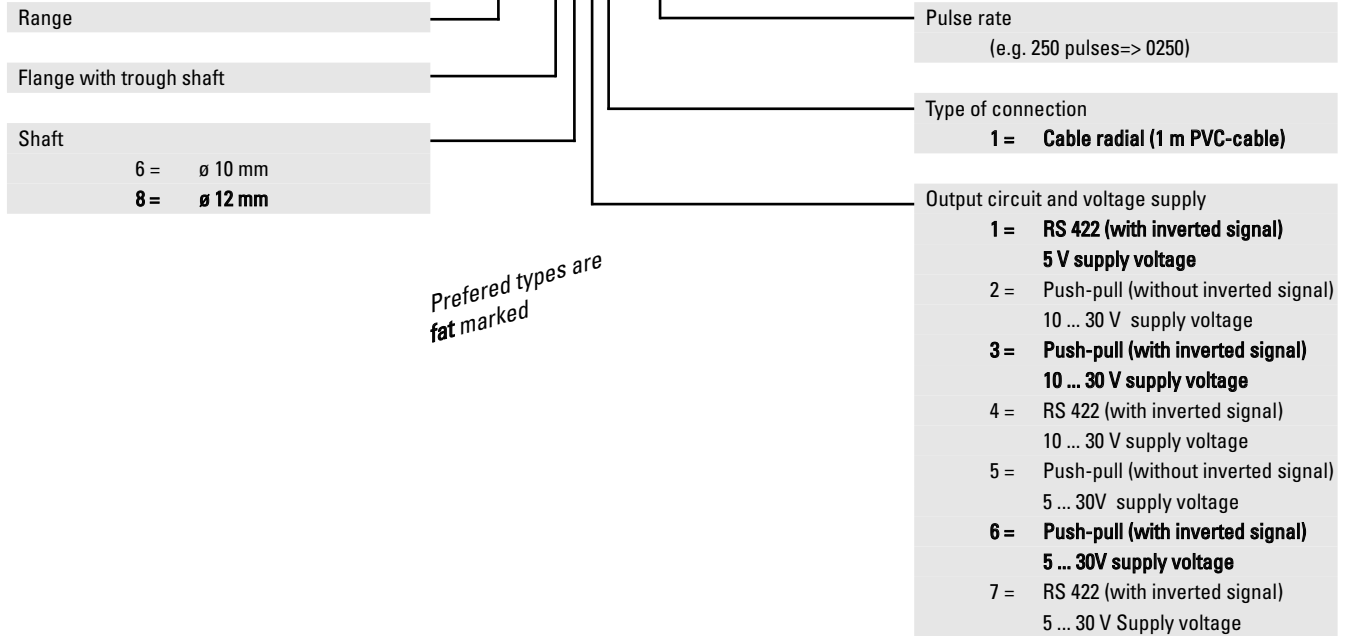 Range
Flange with trough shaft
Shaft
6 = ø 10 mm
8 = ø 12 mm
Prefered types are
fat marked
Pulse rate
(e.g. 250 pulses=> 0250)
Type of connection
1 = Cable radial (1 m PVC-cable)
Output circuit and voltage supply
1 = RS 422 (with inverted signal)
5 V supply voltage
2 = Push-pull (without inverted signal)
10 ... 30 V supply voltage
3 = Push-pull (with inverted signal)
10 ... 30 V supply voltage
4 = RS 422 (with inverted signal)
10 ... 30 V supply voltage
5 = Push-pull (without inverted signal)
5 ... 30V supply voltage
6 = Push-pull (with inverted signal)
5 ... 30V supply voltage
7 = RS 422 (with inverted signal)
5 ... 30 V Supply voltage